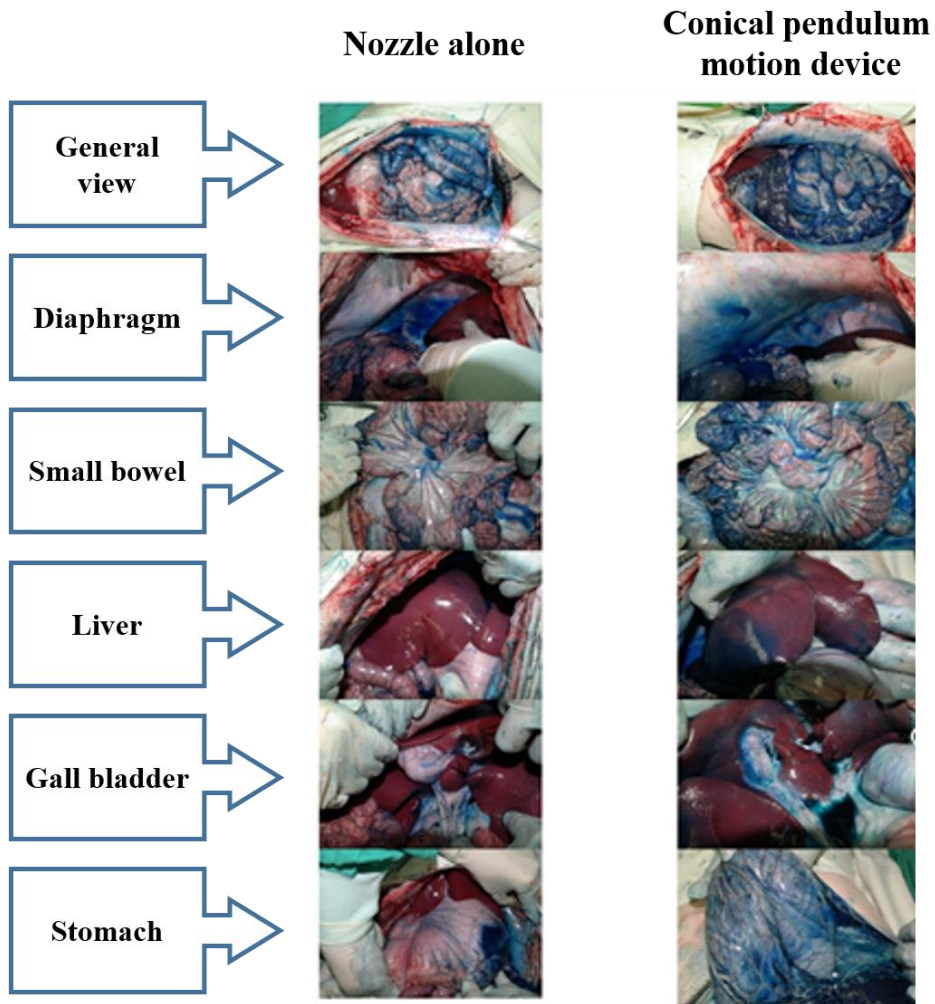 Nozzle alone
Conical pendulum
motion device
General
view
Diaphragm
Small bowel
Liver
Gall bladder
Stomach